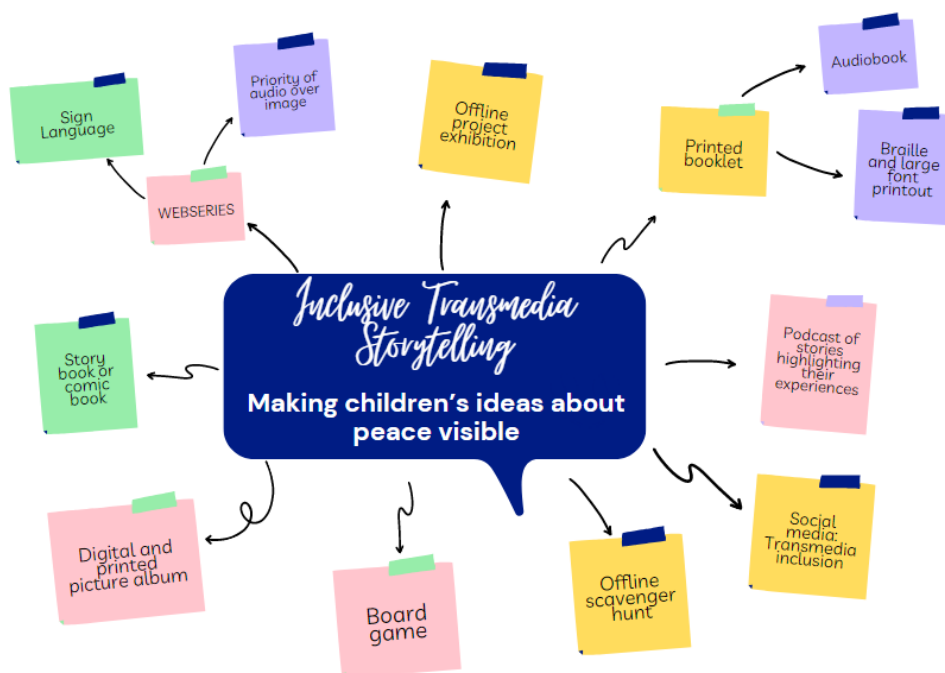 Sign
Language
Priority of
audio over
image
WEBSERIES
Offline
project
exhibition
Printed
booklet
Audiobook
Braille
and large
font
printout
Inclusive Transmedia
Storytelling
Making children’s ideas about
peace visible
Story
book or
comic
book
Podcast of
stories
highlighting
their
experiences
Digital and
printed
picture album
Board
game
Offline
scavenger
hunt
Social
media:
Transmedia
inclusion